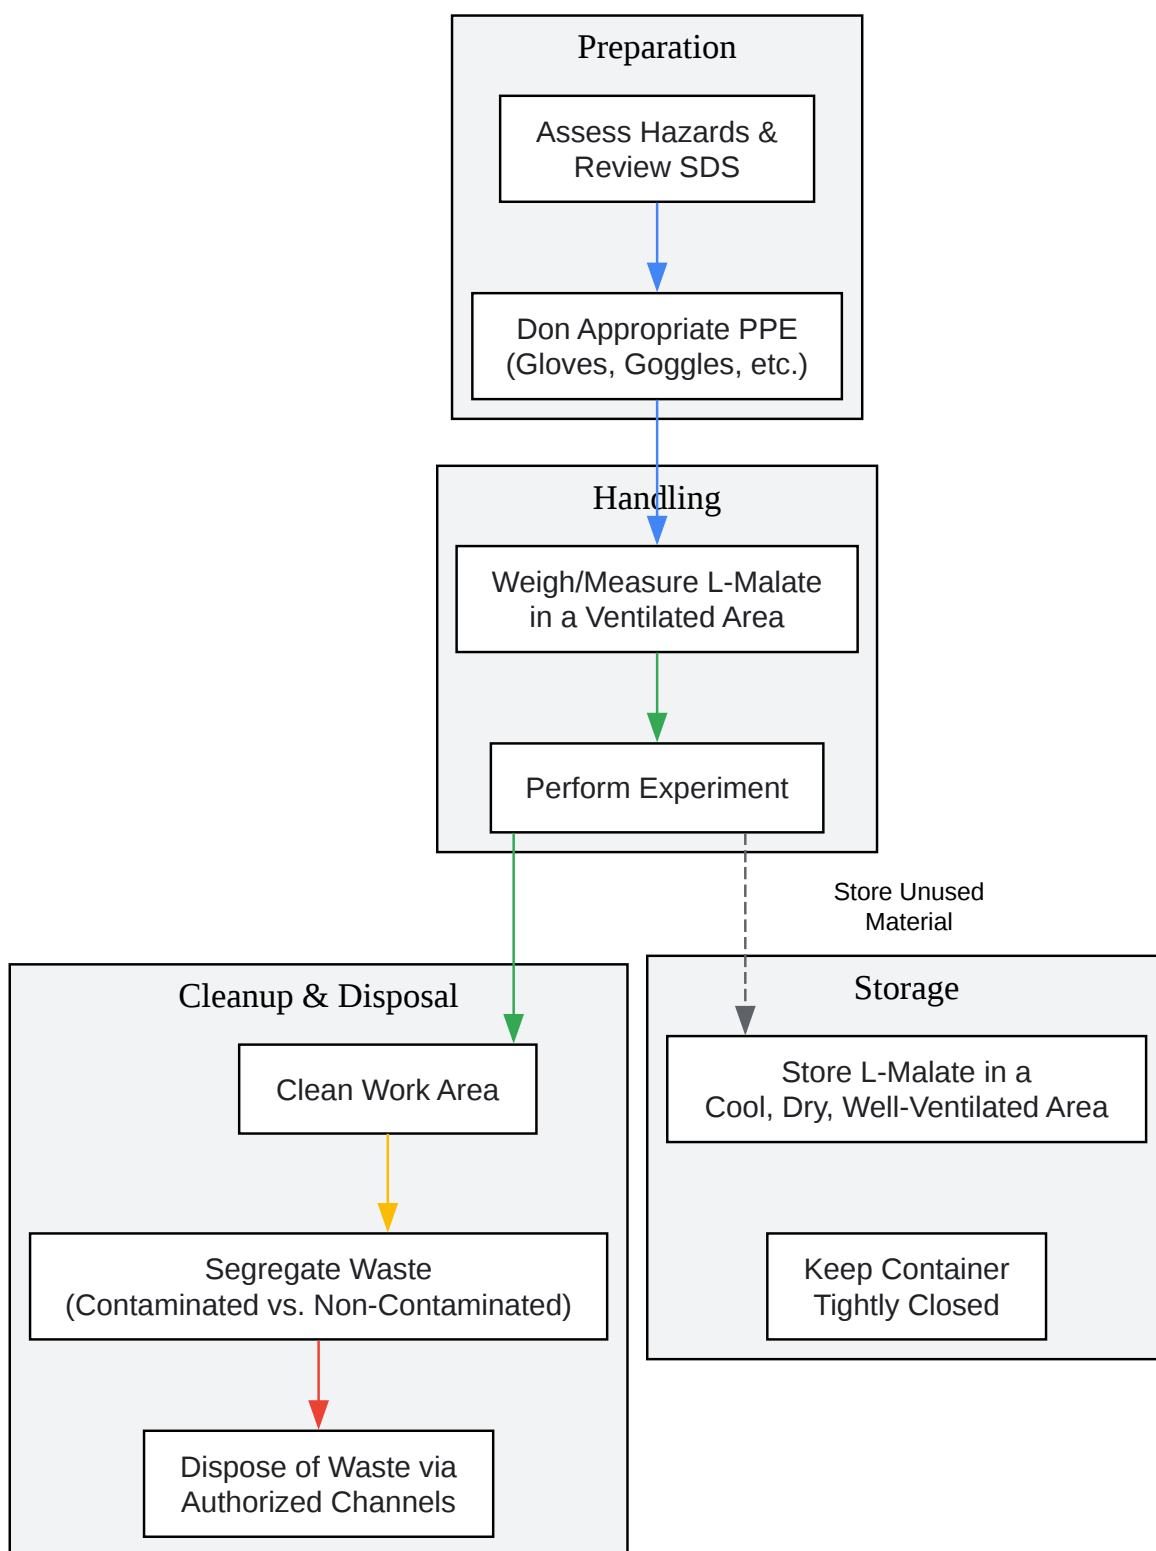 Preparation
Assess Hazards &
Review SDS
Don Appropriate PPE
(Gloves, Goggles, etc.)
Handling
Weigh/Measure L-Malate
in a Ventilated Area
Perform Experiment
Store Unused
Material
Cleanup & Disposal
Clean Work Area
Segregate Waste
(Contaminated vs. Non-Contaminated)
Dispose of Waste via
Authorized Channels
Storage
Store L-Malate in a
Cool, Dry, Well-Ventilated Area
Keep Container
Tightly Closed